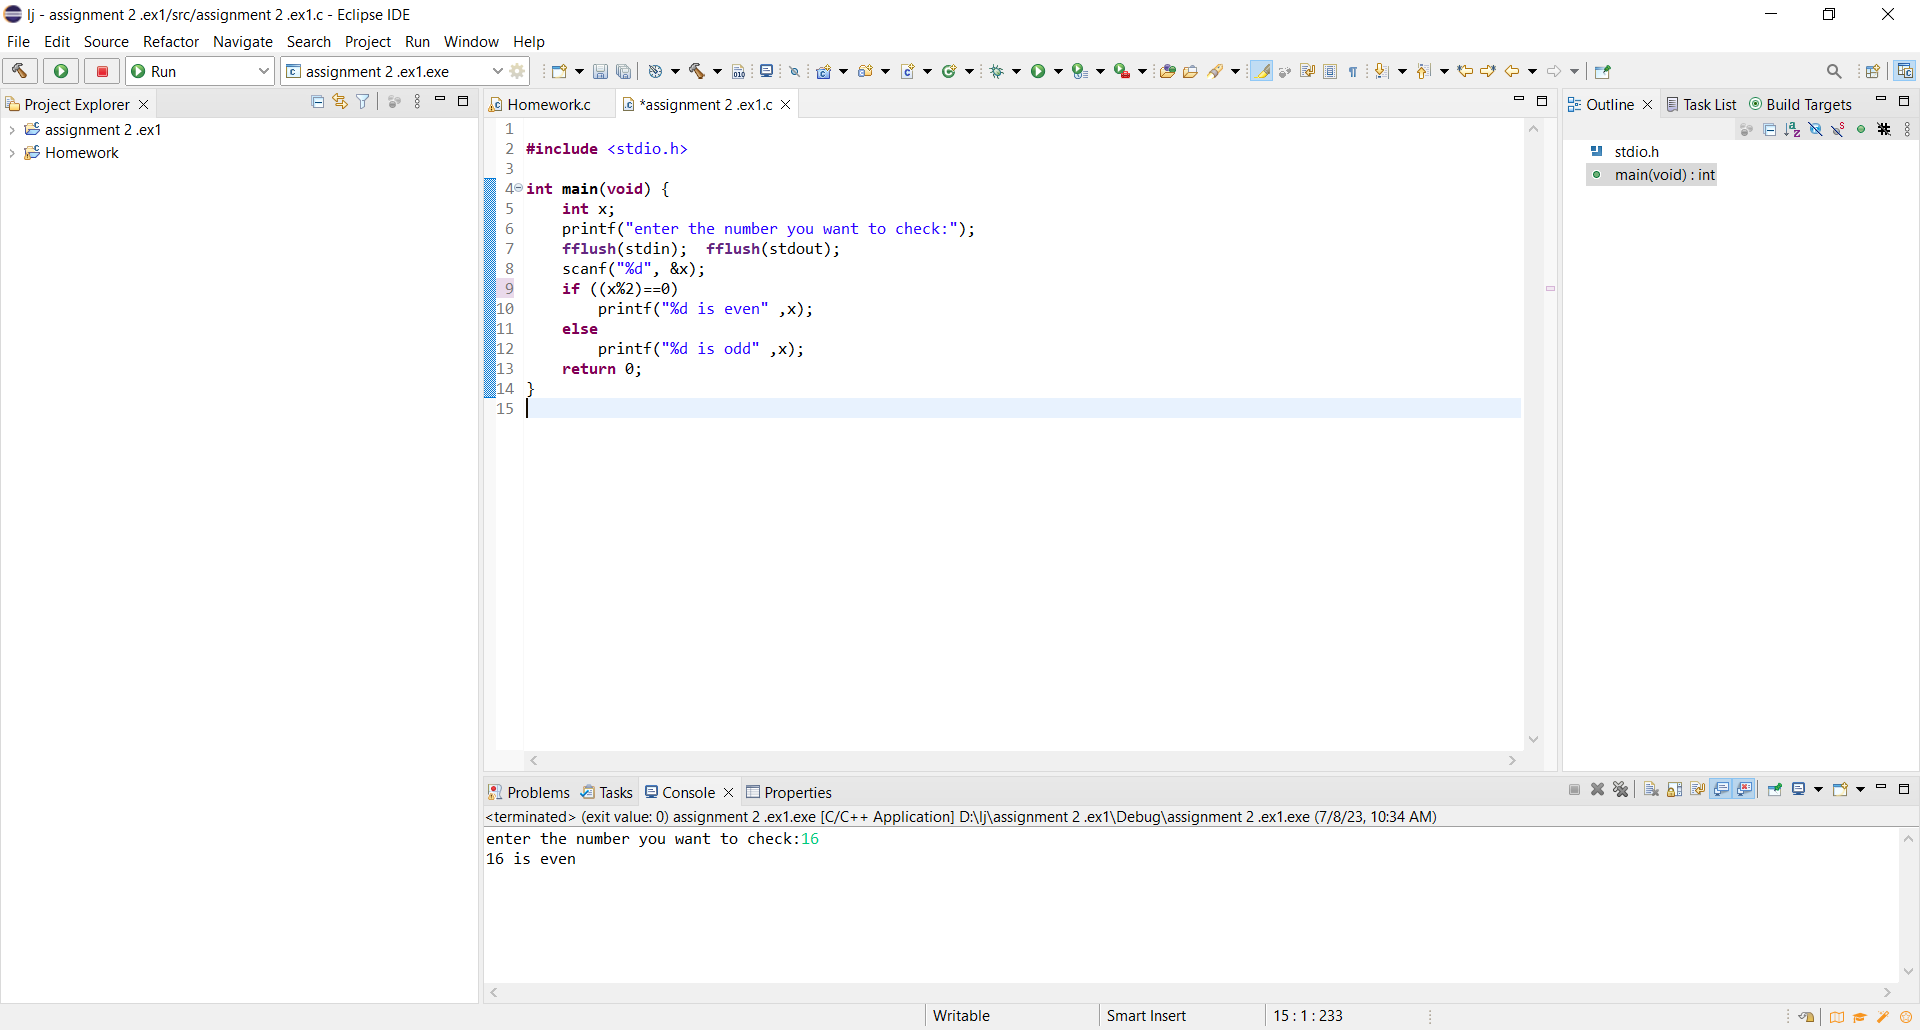 lj - assignment 2 .ex1/src/assignment 2 .ex1.c - Eclipse IDE
File Edit Source Refactor Navigate Search Project Run Window Help
Run assignment 2 .ex1.exe
Project Explorer
assignment 2 .ex1
Homework
Homework.c *assignment 2 .ex1.c
1
2 #include <stdio.h>
3
4 int main(void) {
5 int x;
6 printf("enter the number you want to check:");
7 fflush(stdin); fflush(stdout);
8 scanf("%d", &x);
9 if ((x%2)==0)
10 printf("%d is even" ,x);
11 else
12 printf("%d is odd" ,x);
13 return 0;
14 }
15
Outline Task List Build Targets
stdio.h
main(void) : int
Problems Tasks Console Properties
<terminated> (exit value: 0) assignment 2 .ex1.exe [C/C++ Application] D:\lj\assignment 2 .ex1\Debug\assignment 2 .ex1.exe (7/8/23, 10:34 AM)
enter the number you want to check:16
16 is even
Writable Smart Insert 15 : 1 : 233